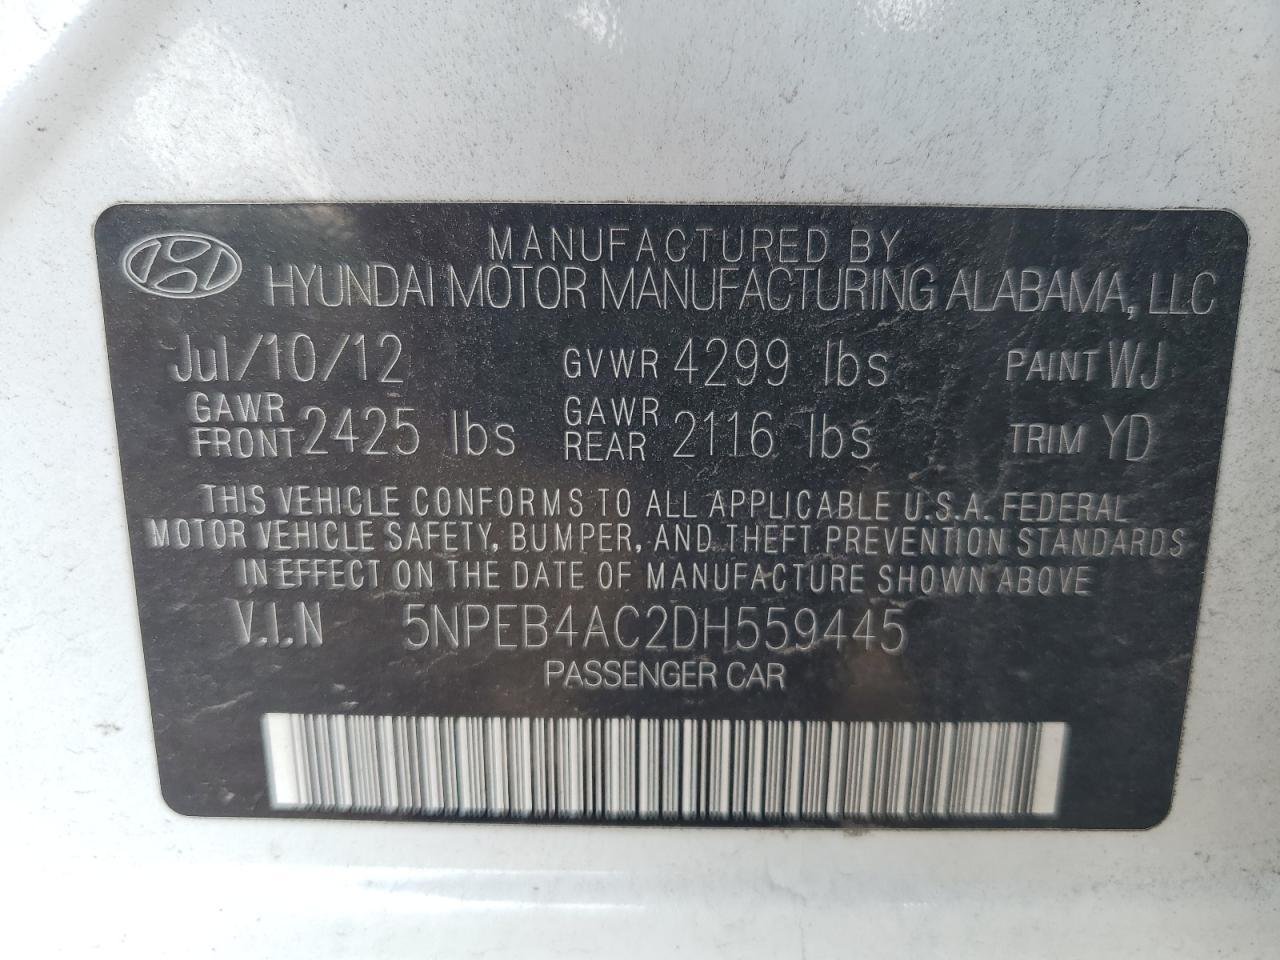 MANUFACTURED BY
HYUNDAI MOTOR MANUFACTURING ALABAMA, LLC
Jul/10/12 GVWR 4299 lbs PAINT WJ
GAWR FRONT 2425 lbs GAWR REAR 2116 lbs TRIM YD
THIS VEHICLE CONFORMS TO ALL APPLICABLE U.S.A. FEDERAL
MOTOR VEHICLE SAFETY, BUMPER, AND THEFT PREVENTION STANDARDS
IN EFFECT ON THE DATE OF MANUFACTURE SHOWN ABOVE
V.I.N 5NPEB4AC2DH559445
PASSENGER CAR